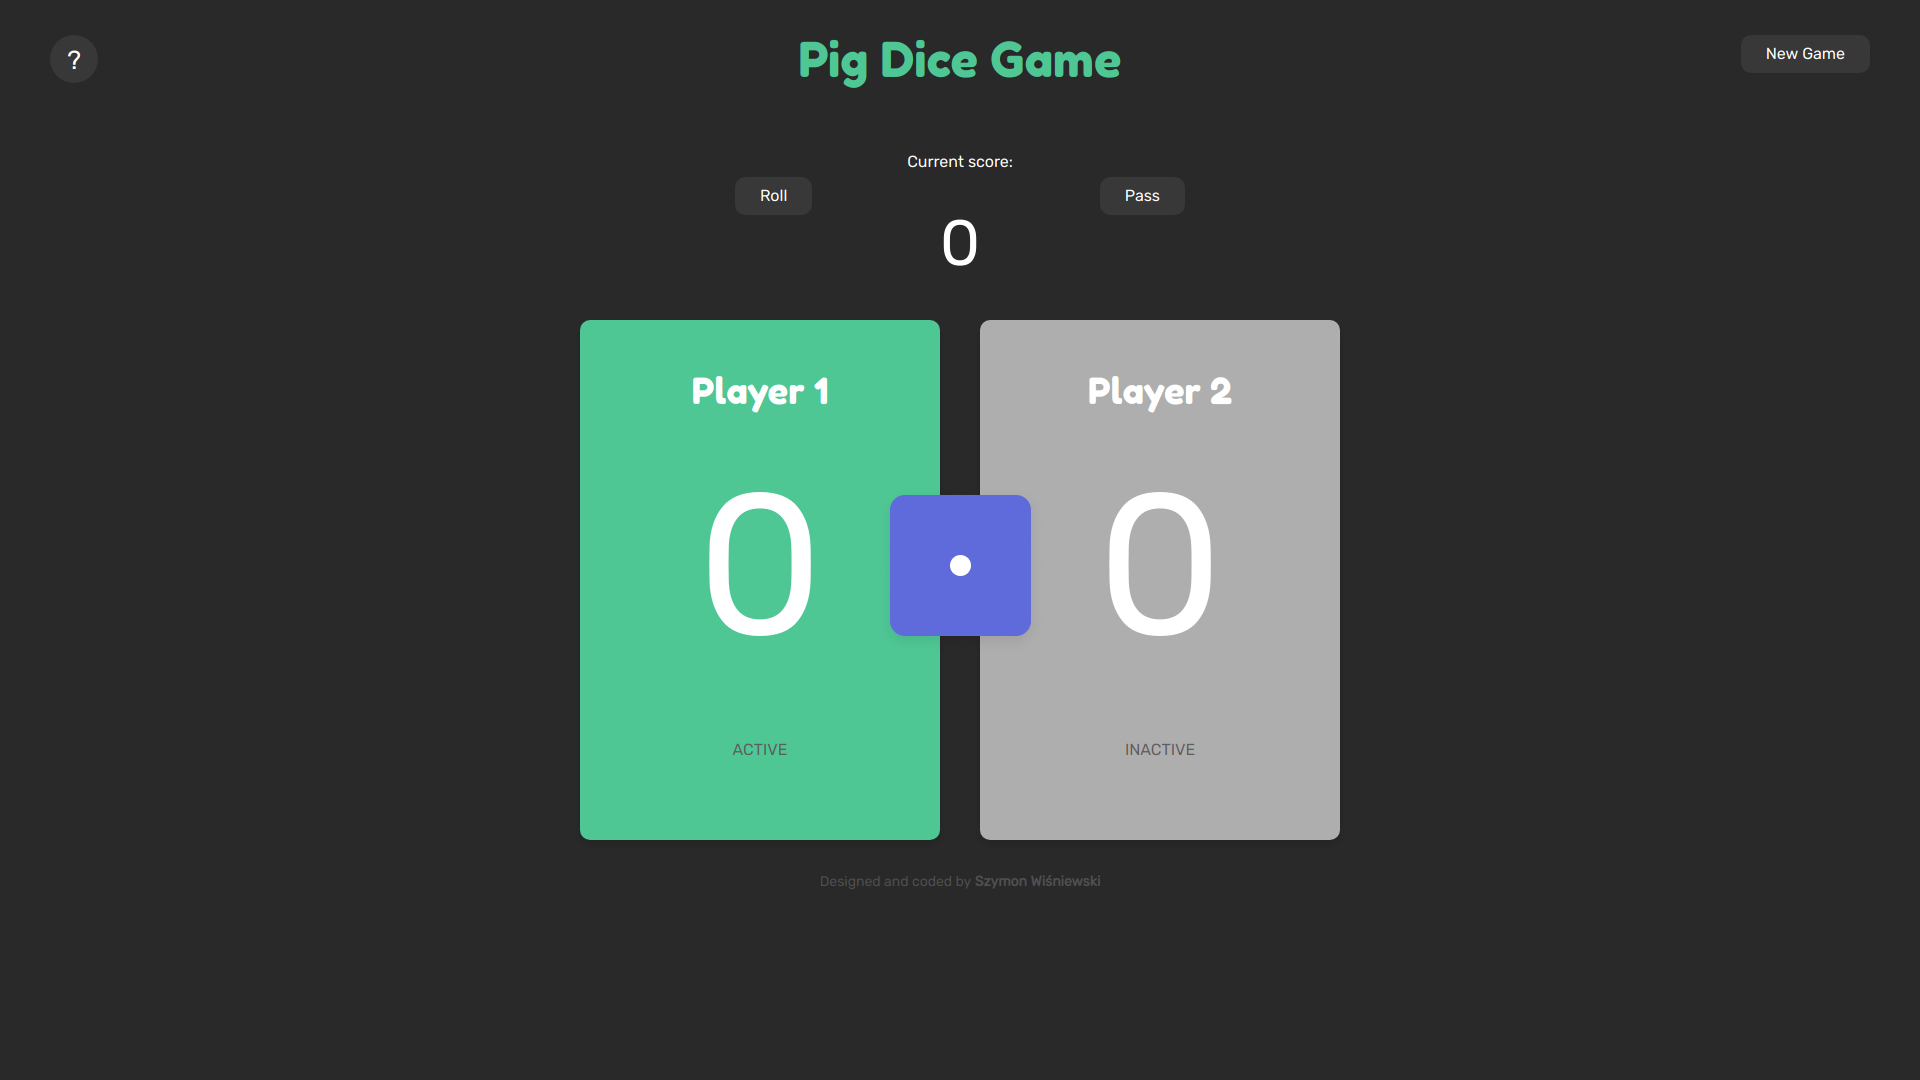 ?
Pig Dice Game
New Game
Current score:
Roll
Pass
0
Player 1
Player 2
0
0
ACTIVE
INACTIVE
Designed and coded by Szymon Wiśniewski